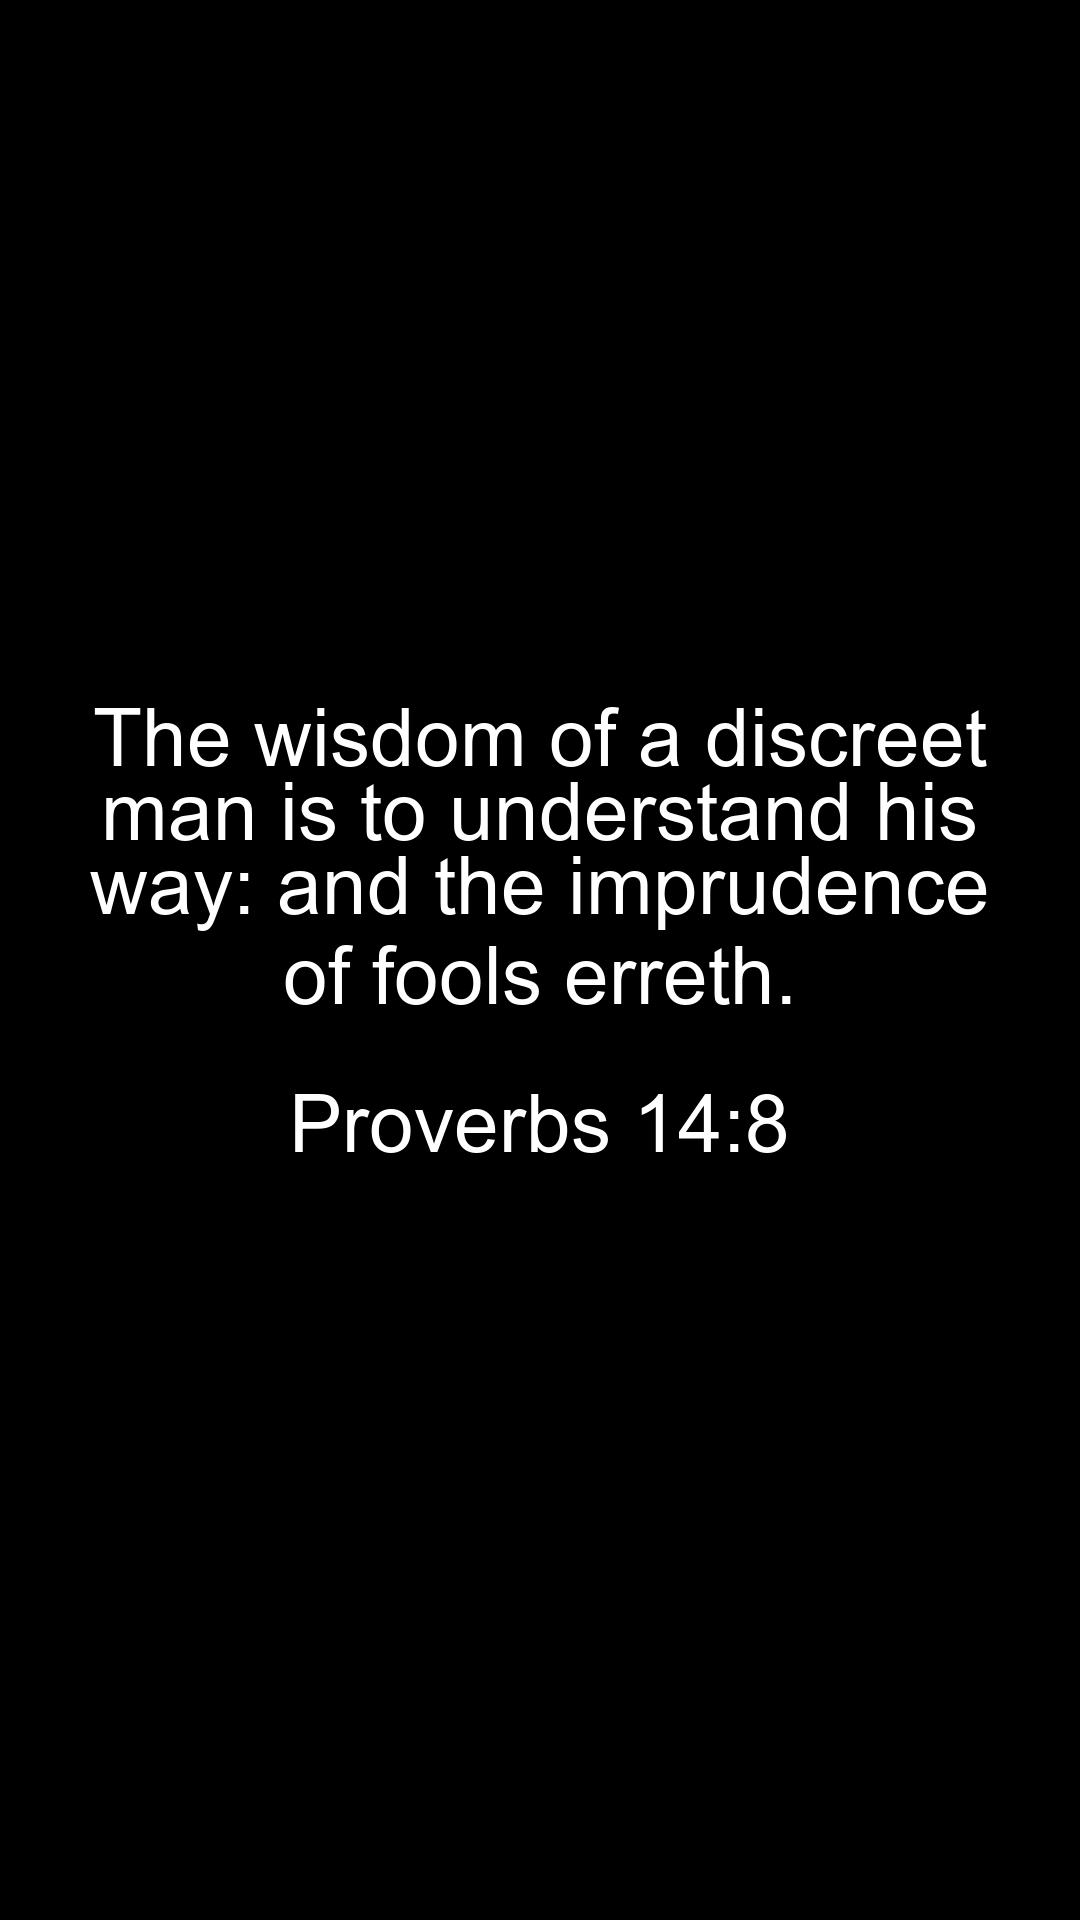 The wisdom of a discreet
man is to understand his
way: and the imprudence
of fools erreth.
Proverbs 14:8